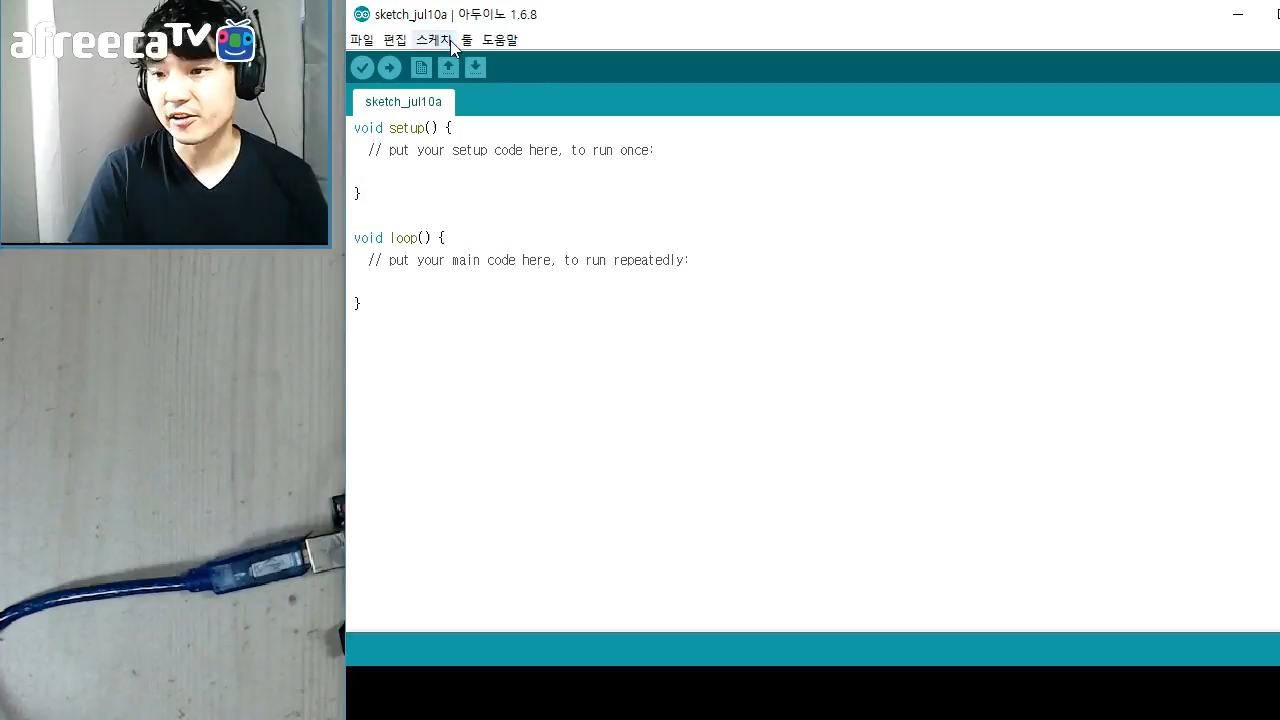 afreecaTV
sketch_jul10a | 아두이노 1.6.8
파일 편집 스케치 툴 도움말
sketch_jul10a
void setup() {
// put your setup code here, to run once:
}
void loop() {
// put your main code here, to run repeatedly:
}